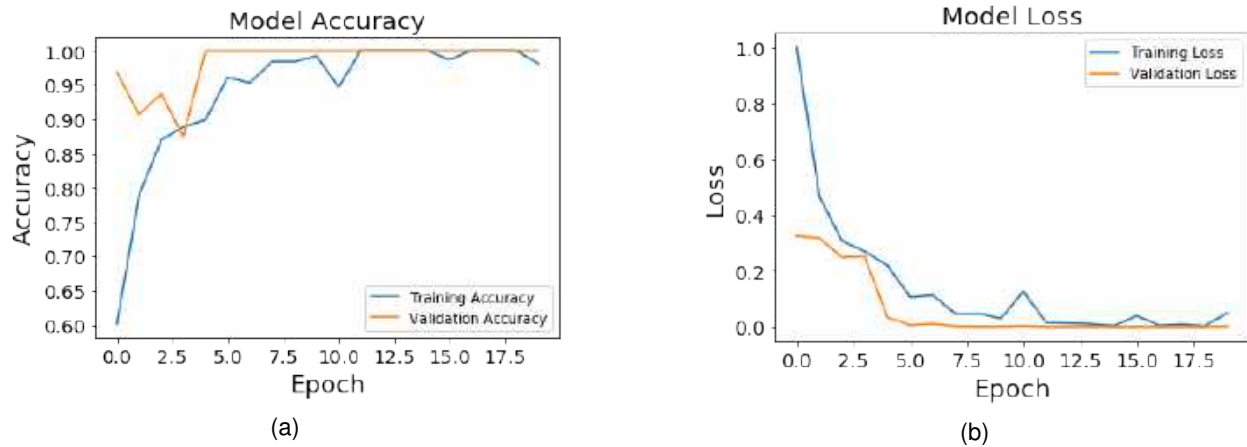 Model Accuracy
1.00
0.95
0.90
0.85
0.80
0.75
0.70
0.65
0.60
Accuracy
Training Accuracy
Validation Accuracy
0.0 2.5 5.0 7.5 10.0 12.5 15.0 17.5
Epoch
(a)
Model Loss
1.0
0.8
0.6
0.4
0.2
0.0
Loss
Training Loss
Validation Loss
0.0 2.5 5.0 7.5 10.0 12.5 15.0 17.5
Epoch
(b)